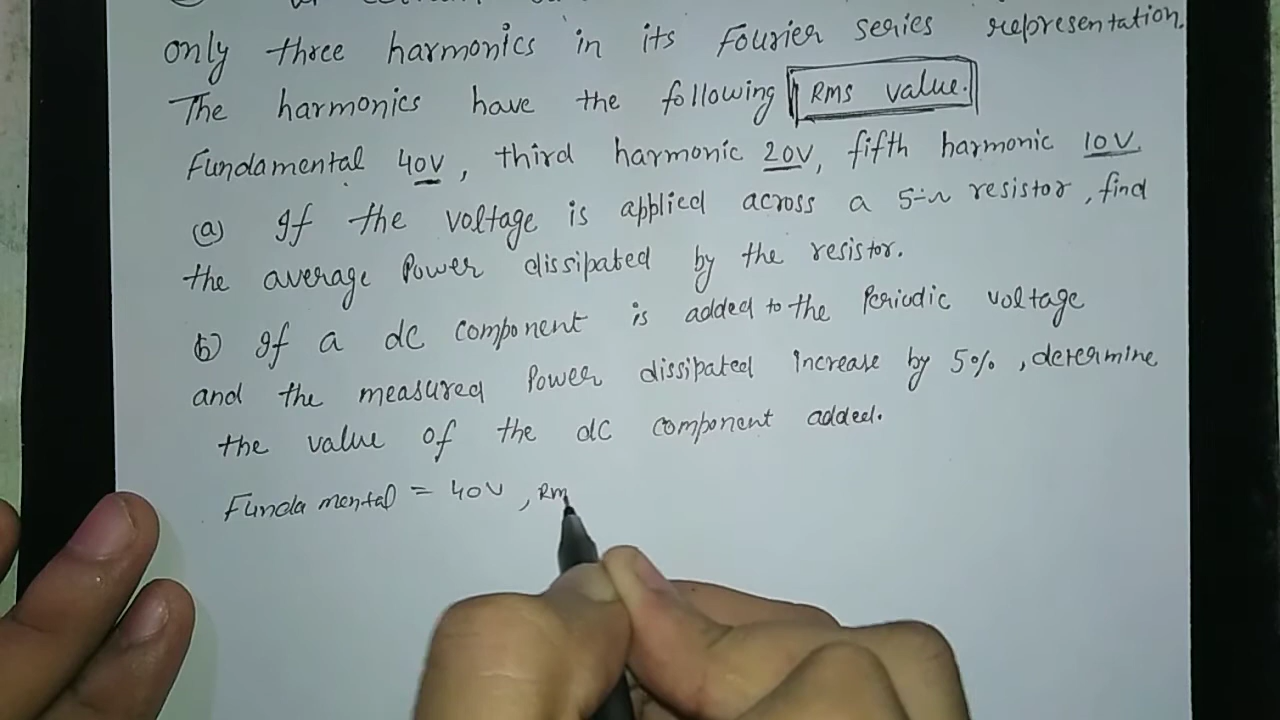 only three harmonics in its Fourier series representation.
The harmonics have the following RMS value.
Fundamental 40V, third harmonic 20V, fifth harmonic 10V.
(a) If the voltage is applied across a 5-Ω resistor, find
the average Power dissipated by the resistor.
(b) If a dc component is added to the Periodic voltage
and the measured Power dissipated increase by 5%, determine
the value of the dc component added.
Fundamental = 40V, RM